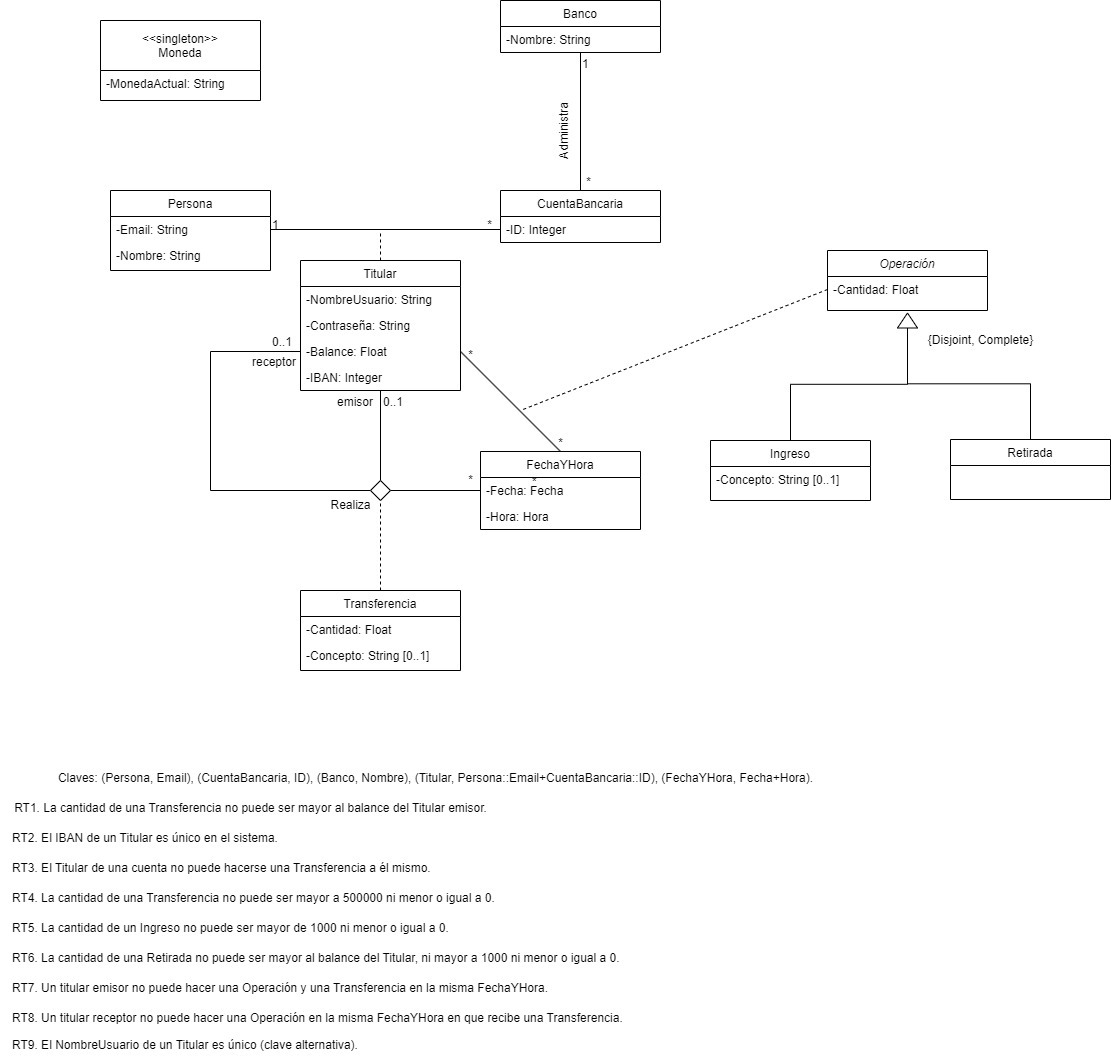 Banco
-Nombre: String
<<singleton>>
Moneda
-MonedaActual: String
1
Administra
*
Persona
-Email: String
-Nombre: String
1
*
CuentaBancaria
-ID: Integer
Titular
-NombreUsuario: String
-Contraseña: String
-Balance: Float
-IBAN: Integer
0..1
receptor
emisor
0..1
*
*
Operación
-Cantidad: Float
{Disjoint, Complete}
Ingreso
-Concepto: String [0..1]
Retirada
FechaYHora
-Fecha: Fecha
-Hora: Hora
*
*
Realiza
Transferencia
-Cantidad: Float
-Concepto: String [0..1]
Claves: (Persona, Email), (CuentaBancaria, ID), (Banco, Nombre), (Titular, Persona::Email+CuentaBancaria::ID), (FechaYHora, Fecha+Hora).
RT1. La cantidad de una Transferencia no puede ser mayor al balance del Titular emisor.
RT2. El IBAN de un Titular es único en el sistema.
RT3. El Titular de una cuenta no puede hacerse una Transferencia a él mismo.
RT4. La cantidad de una Transferencia no puede ser mayor a 500000 ni menor o igual a 0.
RT5. La cantidad de un Ingreso no puede ser mayor de 1000 ni menor o igual a 0.
RT6. La cantidad de una Retirada no puede ser mayor al balance del Titular, ni mayor a 1000 ni menor o igual a 0.
RT7. Un titular emisor no puede hacer una Operación y una Transferencia en la misma FechaYHora.
RT8. Un titular receptor no puede hacer una Operación en la misma FechaYHora en que recibe una Transferencia.
RT9. El NombreUsuario de un Titular es único (clave alternativa).